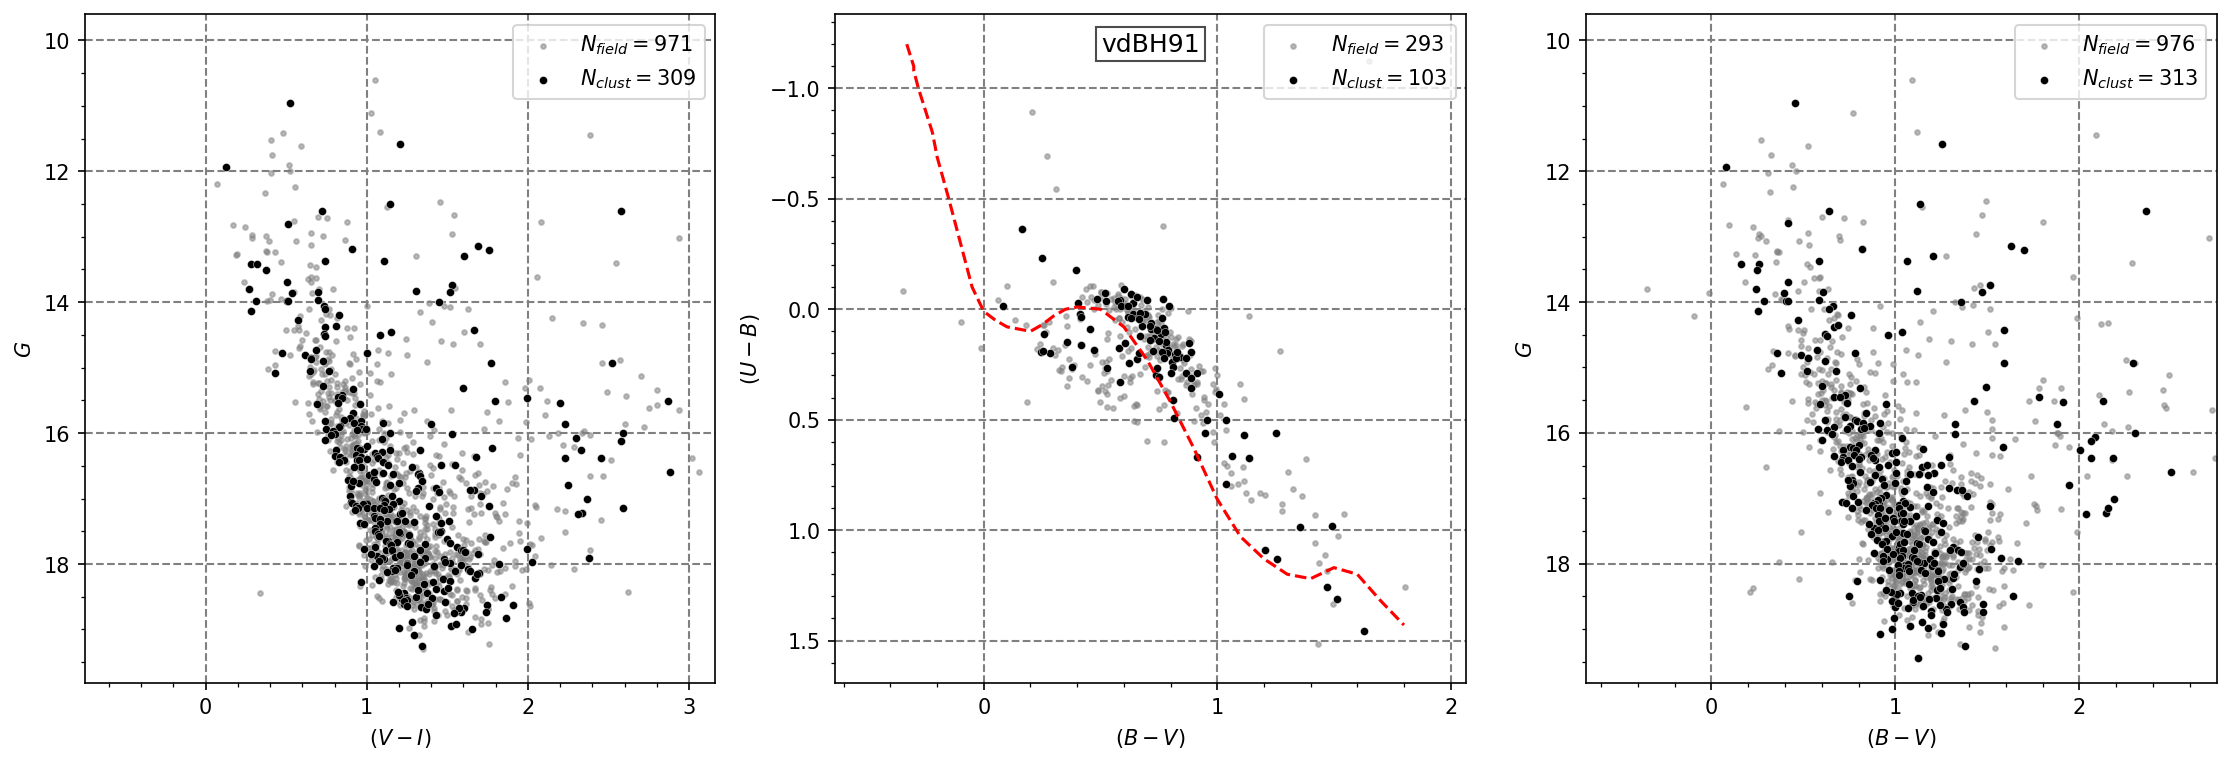 N_field = 971
N_clust = 309
10
12
14
16
18
G
0 1 2 3
(V − I)
vdBH91
N_field = 293
N_clust = 103
−1.0
−0.5
0.0
0.5
1.0
1.5
(U − B)
0 1 2
(B − V)
N_field = 976
N_clust = 313
10
12
14
16
18
G
0 1 2
(B − V)